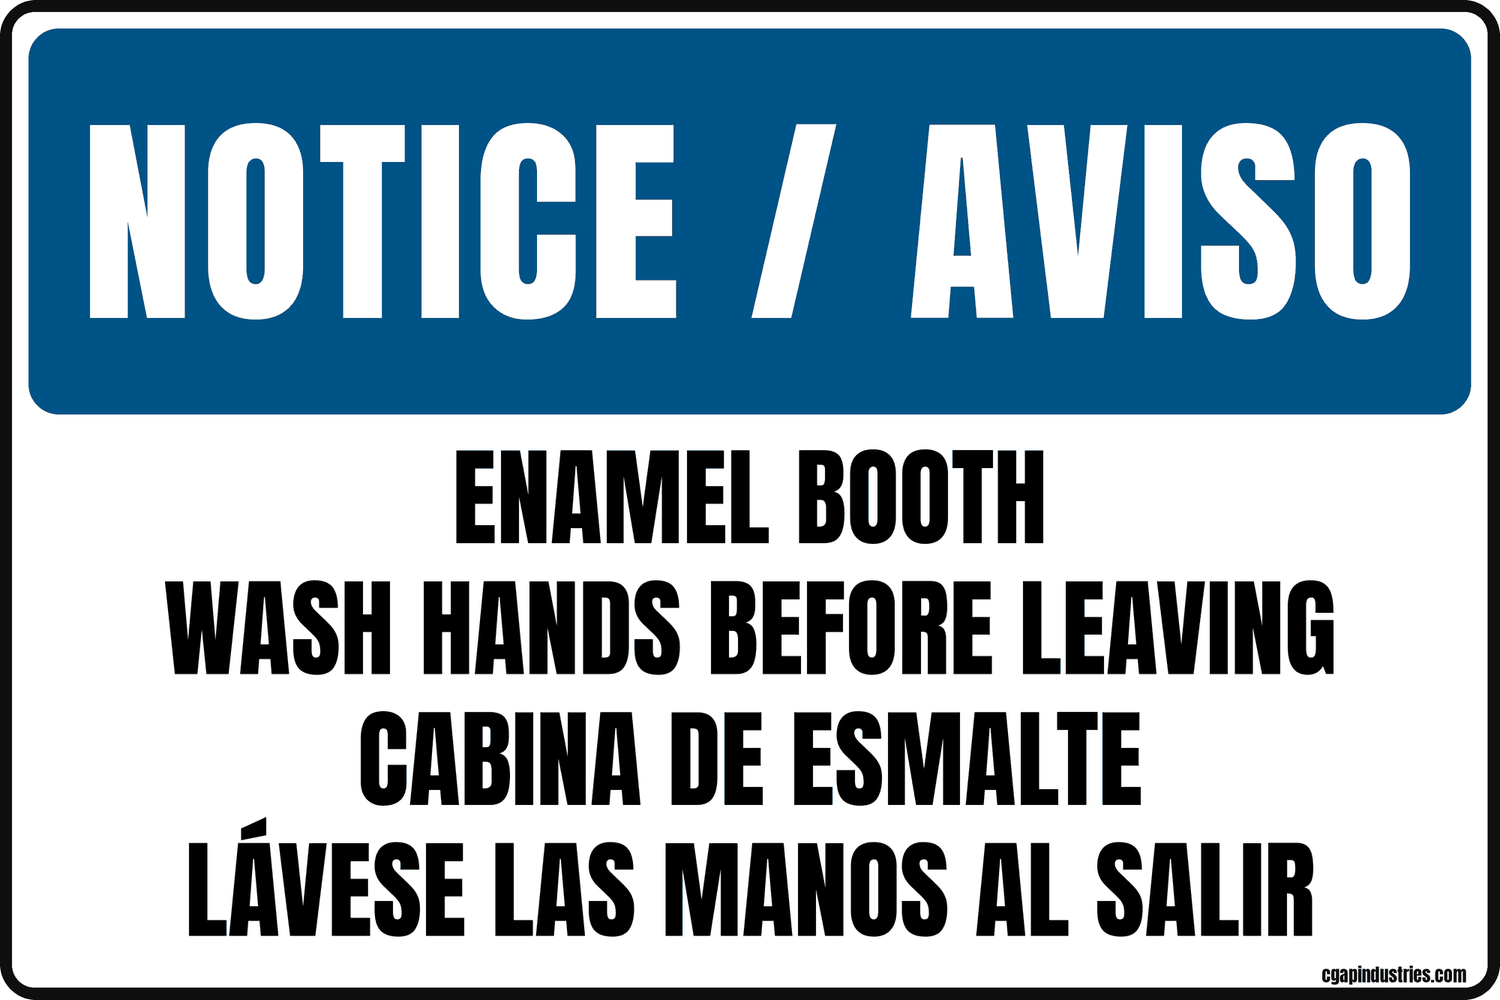 NOTICE / AVISO
ENAMEL BOOTH
WASH HANDS BEFORE LEAVING
CABINA DE ESMALTE
LÁVESE LAS MANOS AL SALIR
cgapindustries.com